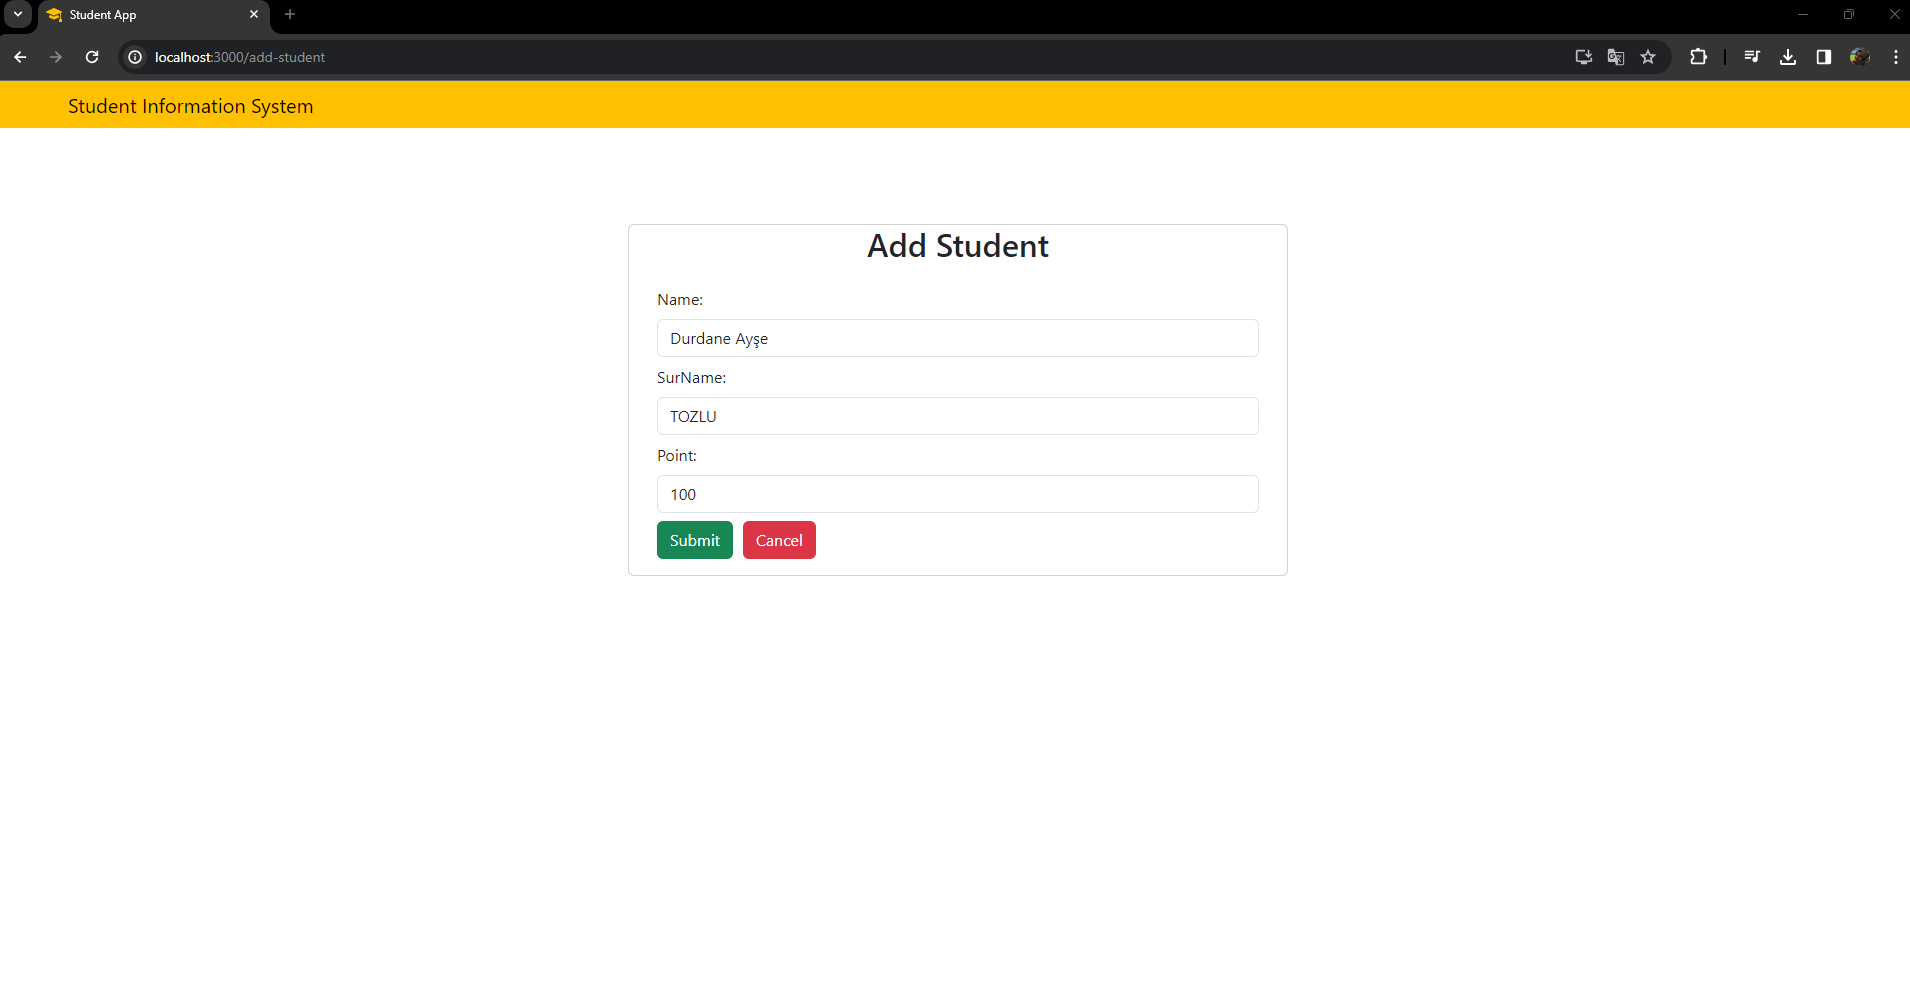 Student App
localhost:3000/add-student
Student Information System
Add Student
Name:
Durdane Ayşe
SurName:
TOZLU
Point:
100
Submit Cancel